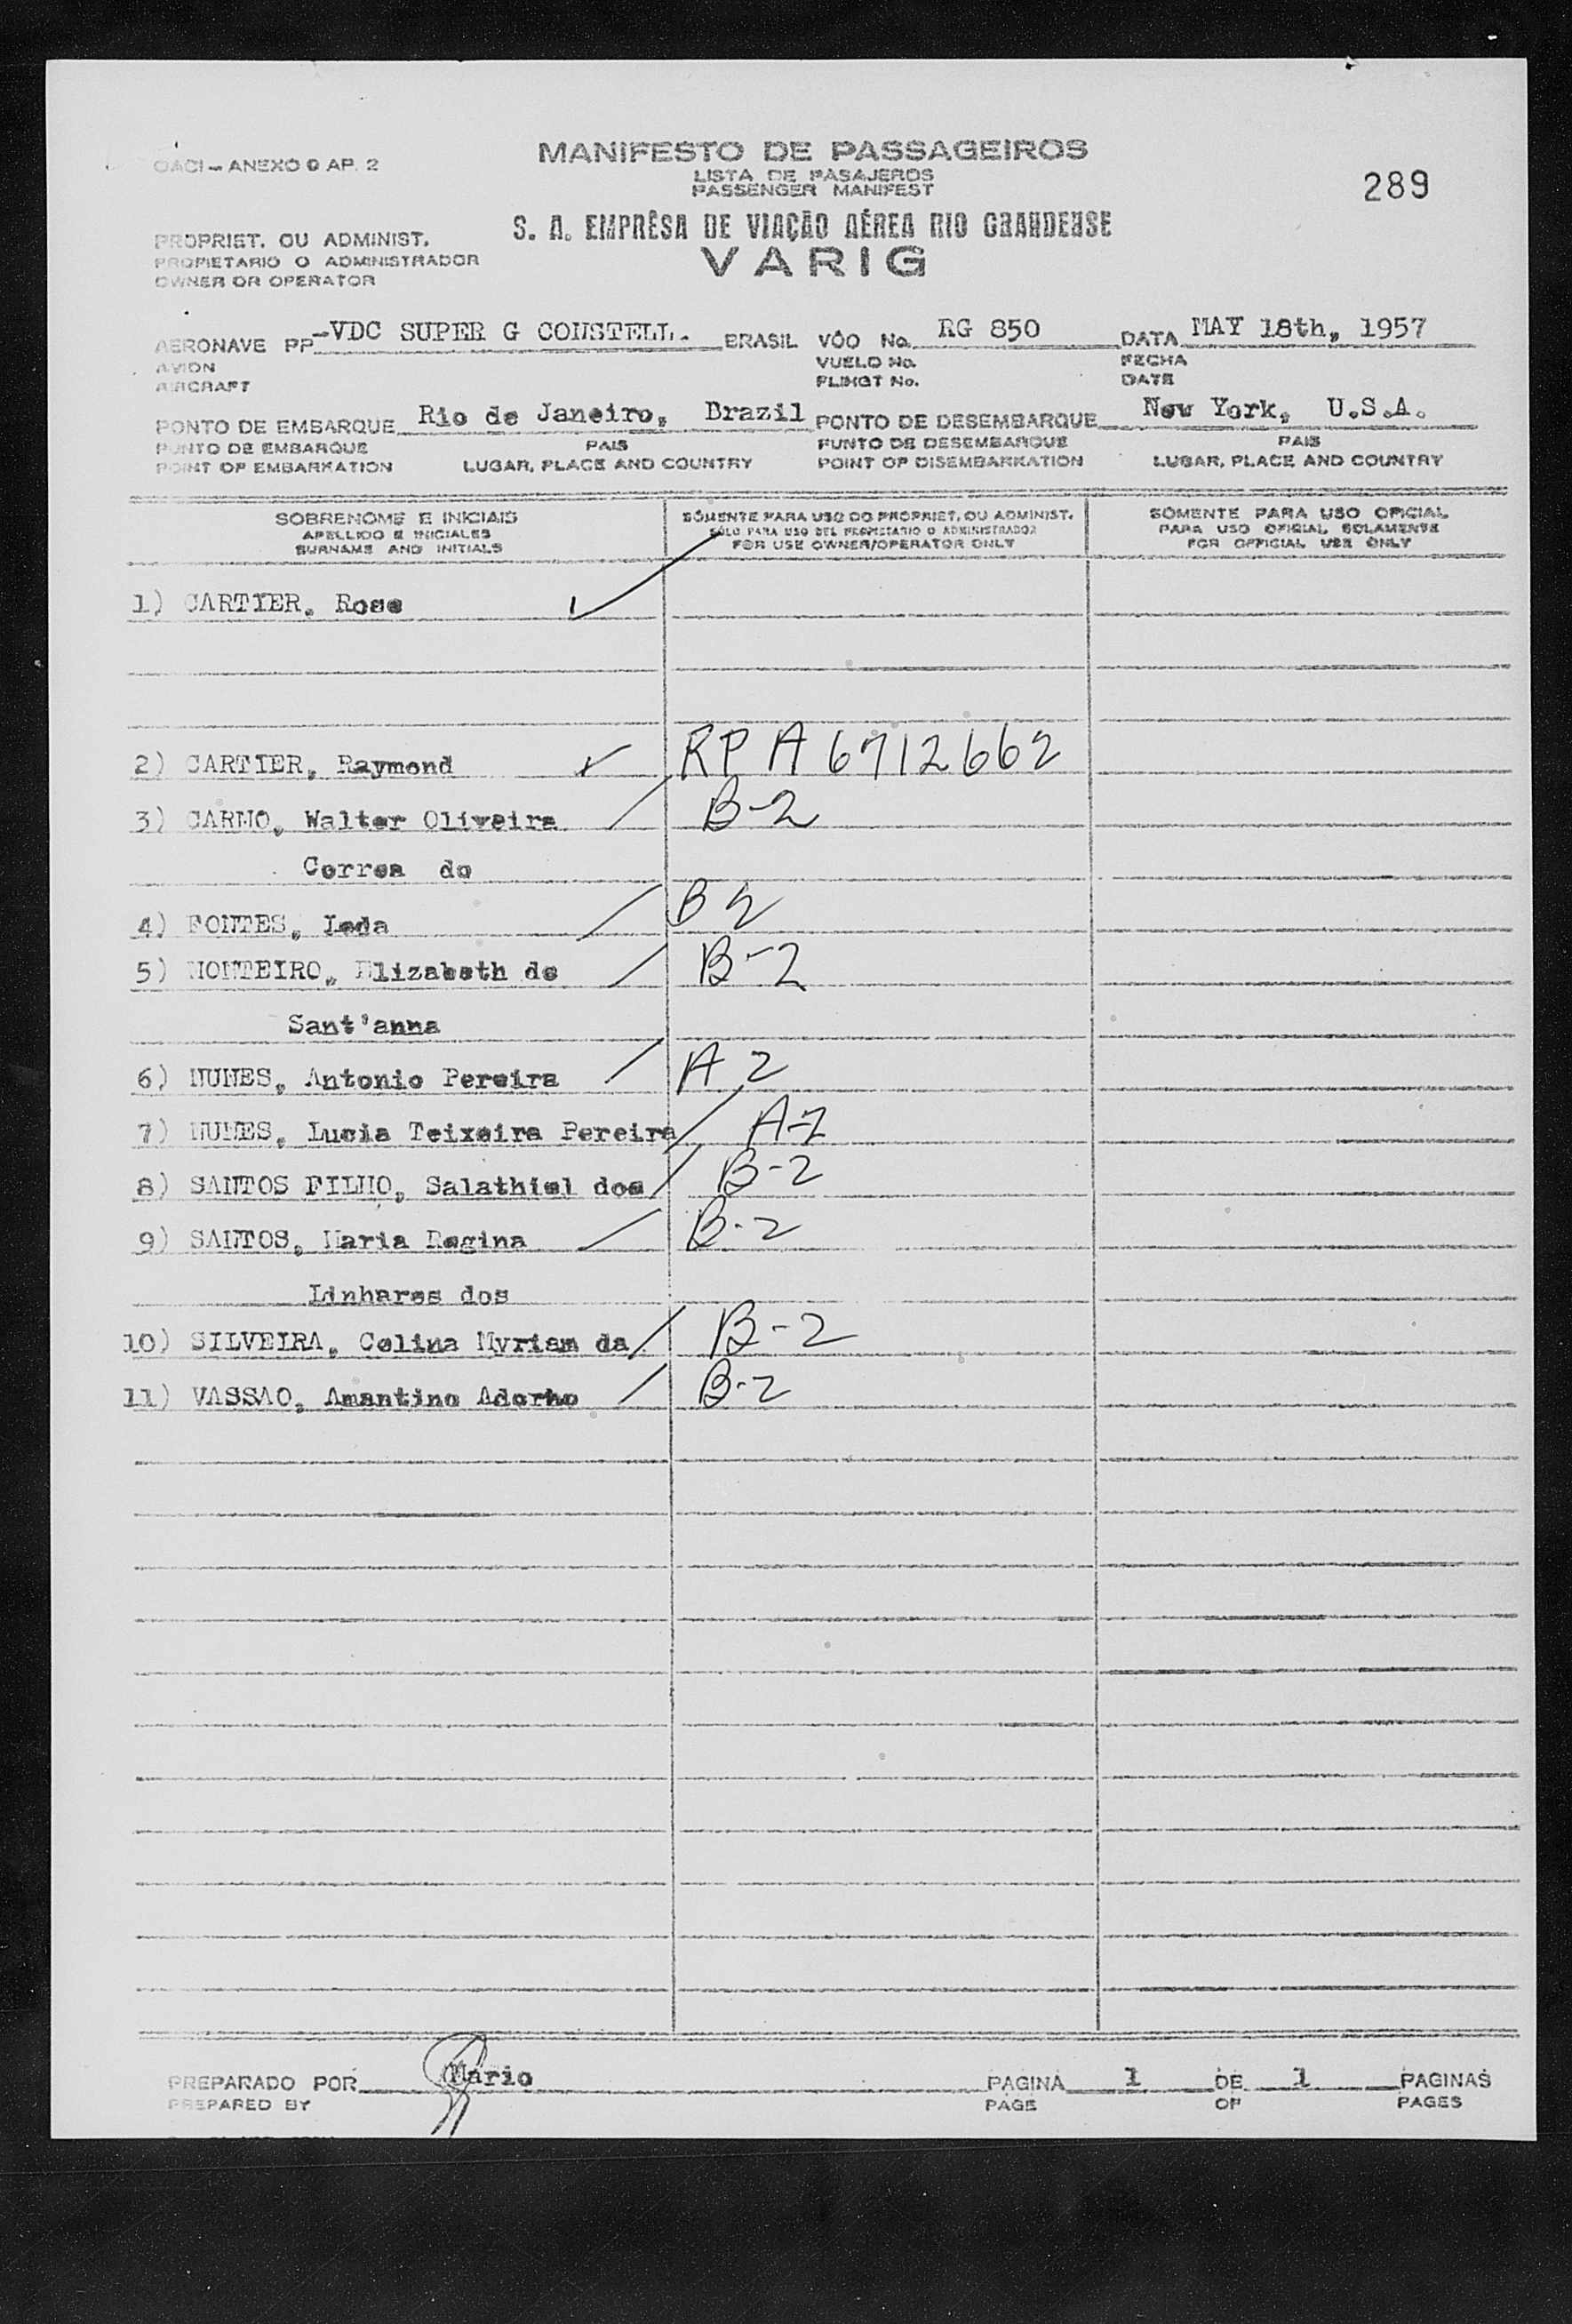 OACI - ANEXO 9 AP. 2
MANIFESTO DE PASSAGEIROS
LISTA DE PASAJEROS
PASSENGER MANIFEST
289
S. A. EMPRÊSA DE VIAÇÃO AÉREA RIO GRANDENSE
VARIG
PROPRIET. OU ADMINIST.
PROPIETARIO O ADMINISTRADOR
OWNER OR OPERATOR
AERONAVE PP -VDC SUPER G CONSTELL. BRASIL VÔO No. RG 850 DATA MAY 18th, 1957
AVION VUELO No. FECHA
AIRCRAFT FLIHGT No. DATE
PONTO DE EMBARQUE Rio de Janeiro, Brazil PONTO DE DESEMBARQUE New York, U.S.A.
PUNTO DE EMBARQUE PAIS PUNTO DE DESEMBARQUE PAIS
POINT OF EMBARKATION LUGAR, PLACE AND COUNTRY POINT OF DISEMBARKATION LUGAR, PLACE AND COUNTRY
SOBRENOME E INICIAIS SÓMENTE PARA USO DO PROPRIET. OU ADMINIST. SÓMENTE PARA USO OFICIAL
APELLIDO E INICIALES SÓLO PARA USO DEL PROPIETARIO O ADMINISTRADOR PARA USO OFICIAL SOLAMENTE
SURNAME AND INITIALS FOR USE OWNER/OPERATOR ONLY FOR OFFICIAL USE ONLY
1) CARTIER, Rose
2) CARTIER, Raymond RP A6712662
3) CARMO, Walter Oliveira B-2
Correa do
4) FONTES, Leda B 2
5) MONTEIRO, Elizabeth de B-2
Sant'anna
6) NUNES, Antonio Pereira A 2
7) NUNES, Lucia Teixeira Pereira A-2
8) SANTOS FILHO, Salathiel dos B-2
9) SANTOS, Maria Regina B-2
Linhares dos
10) SILVEIRA, Celina Myriam da B-2
11) VASSAO, Amantino Adorno B-2
PREPARADO POR Mario PAGINA 1 DE 1 PAGINAS
PREPARED BY PAGE OF PAGES